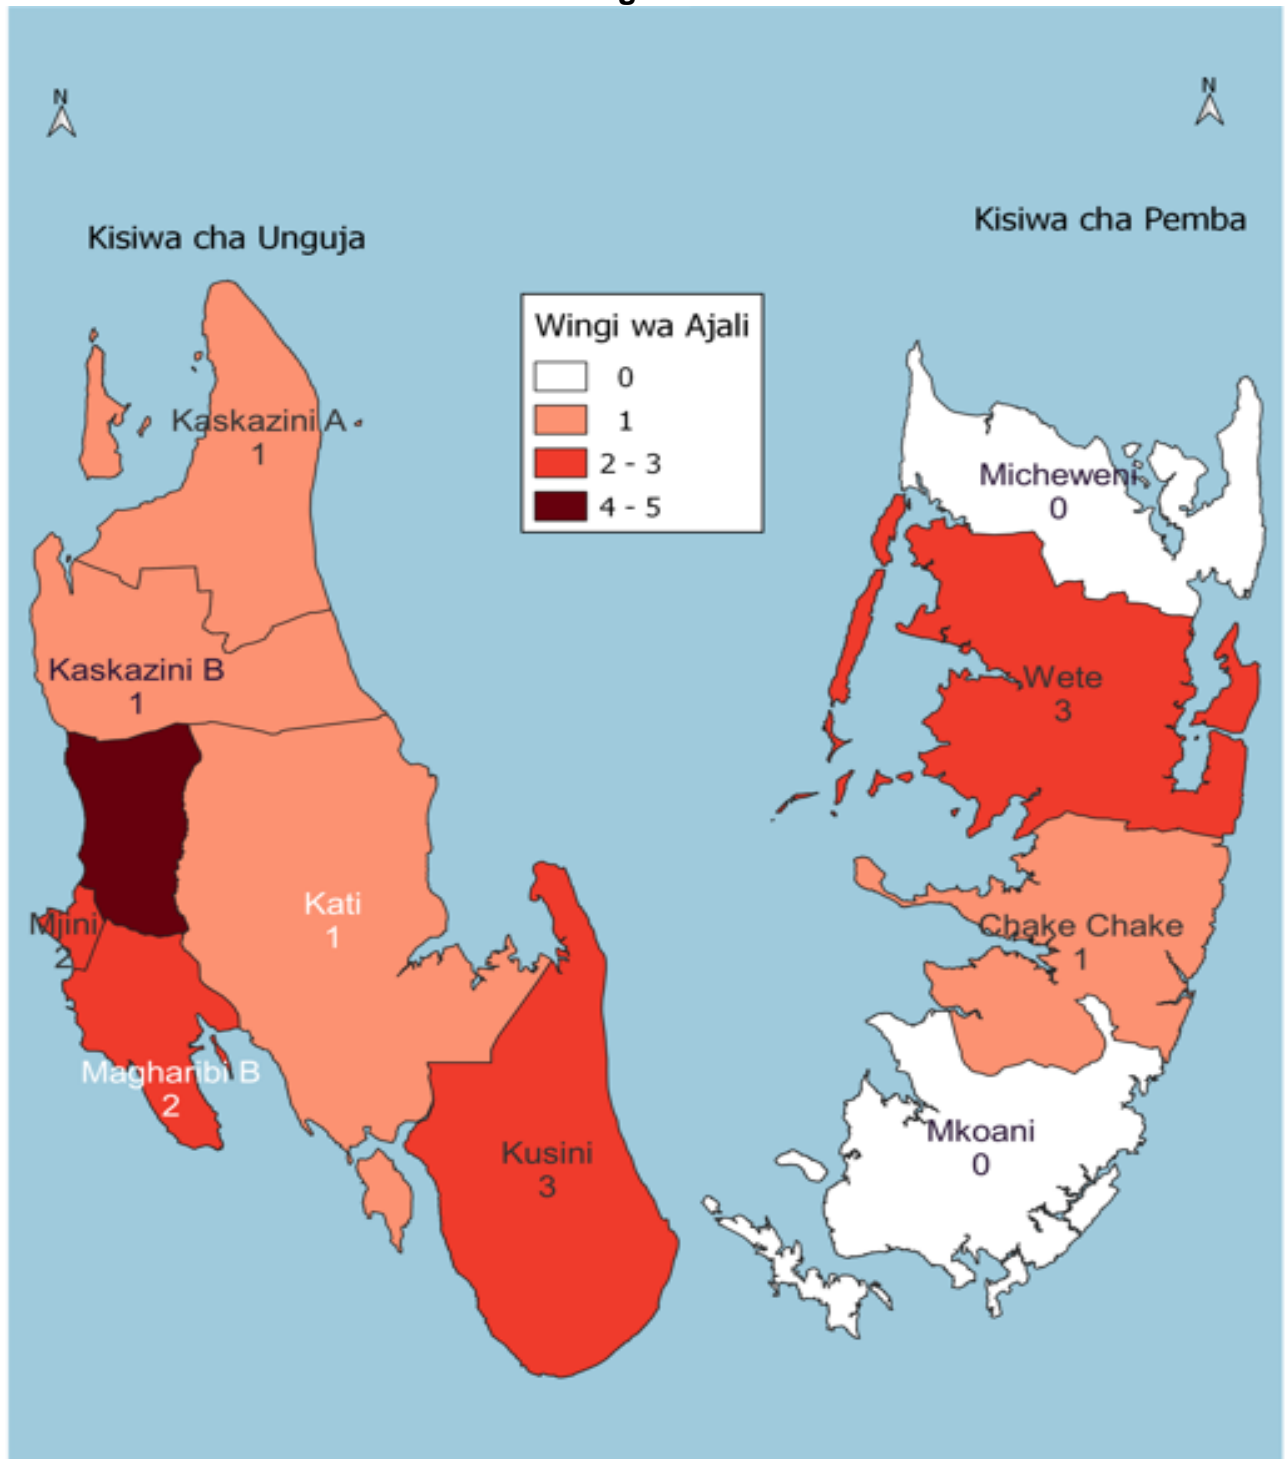 N
N
Kisiwa cha Unguja
Kisiwa cha Pemba
Wingi wa Ajali
0
1
2 - 3
4 - 5
Kaskazini A
1
Kaskazini B
1
Kati
1
Mjini
2
Magharibi B
2
Kusini
3
Micheweni
0
Wete
3
Chake Chake
1
Mkoani
0